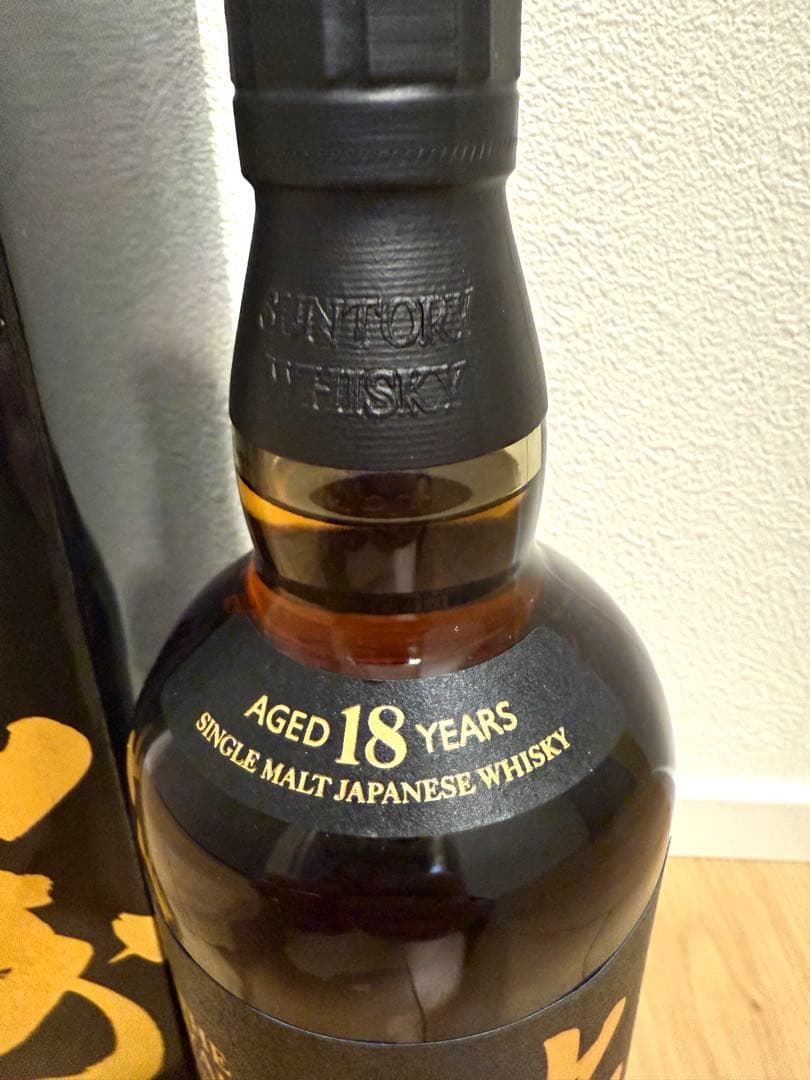 SUNTORY
WHISKY
AGED 18 YEARS
SINGLE MALT JAPANESE WHISKY